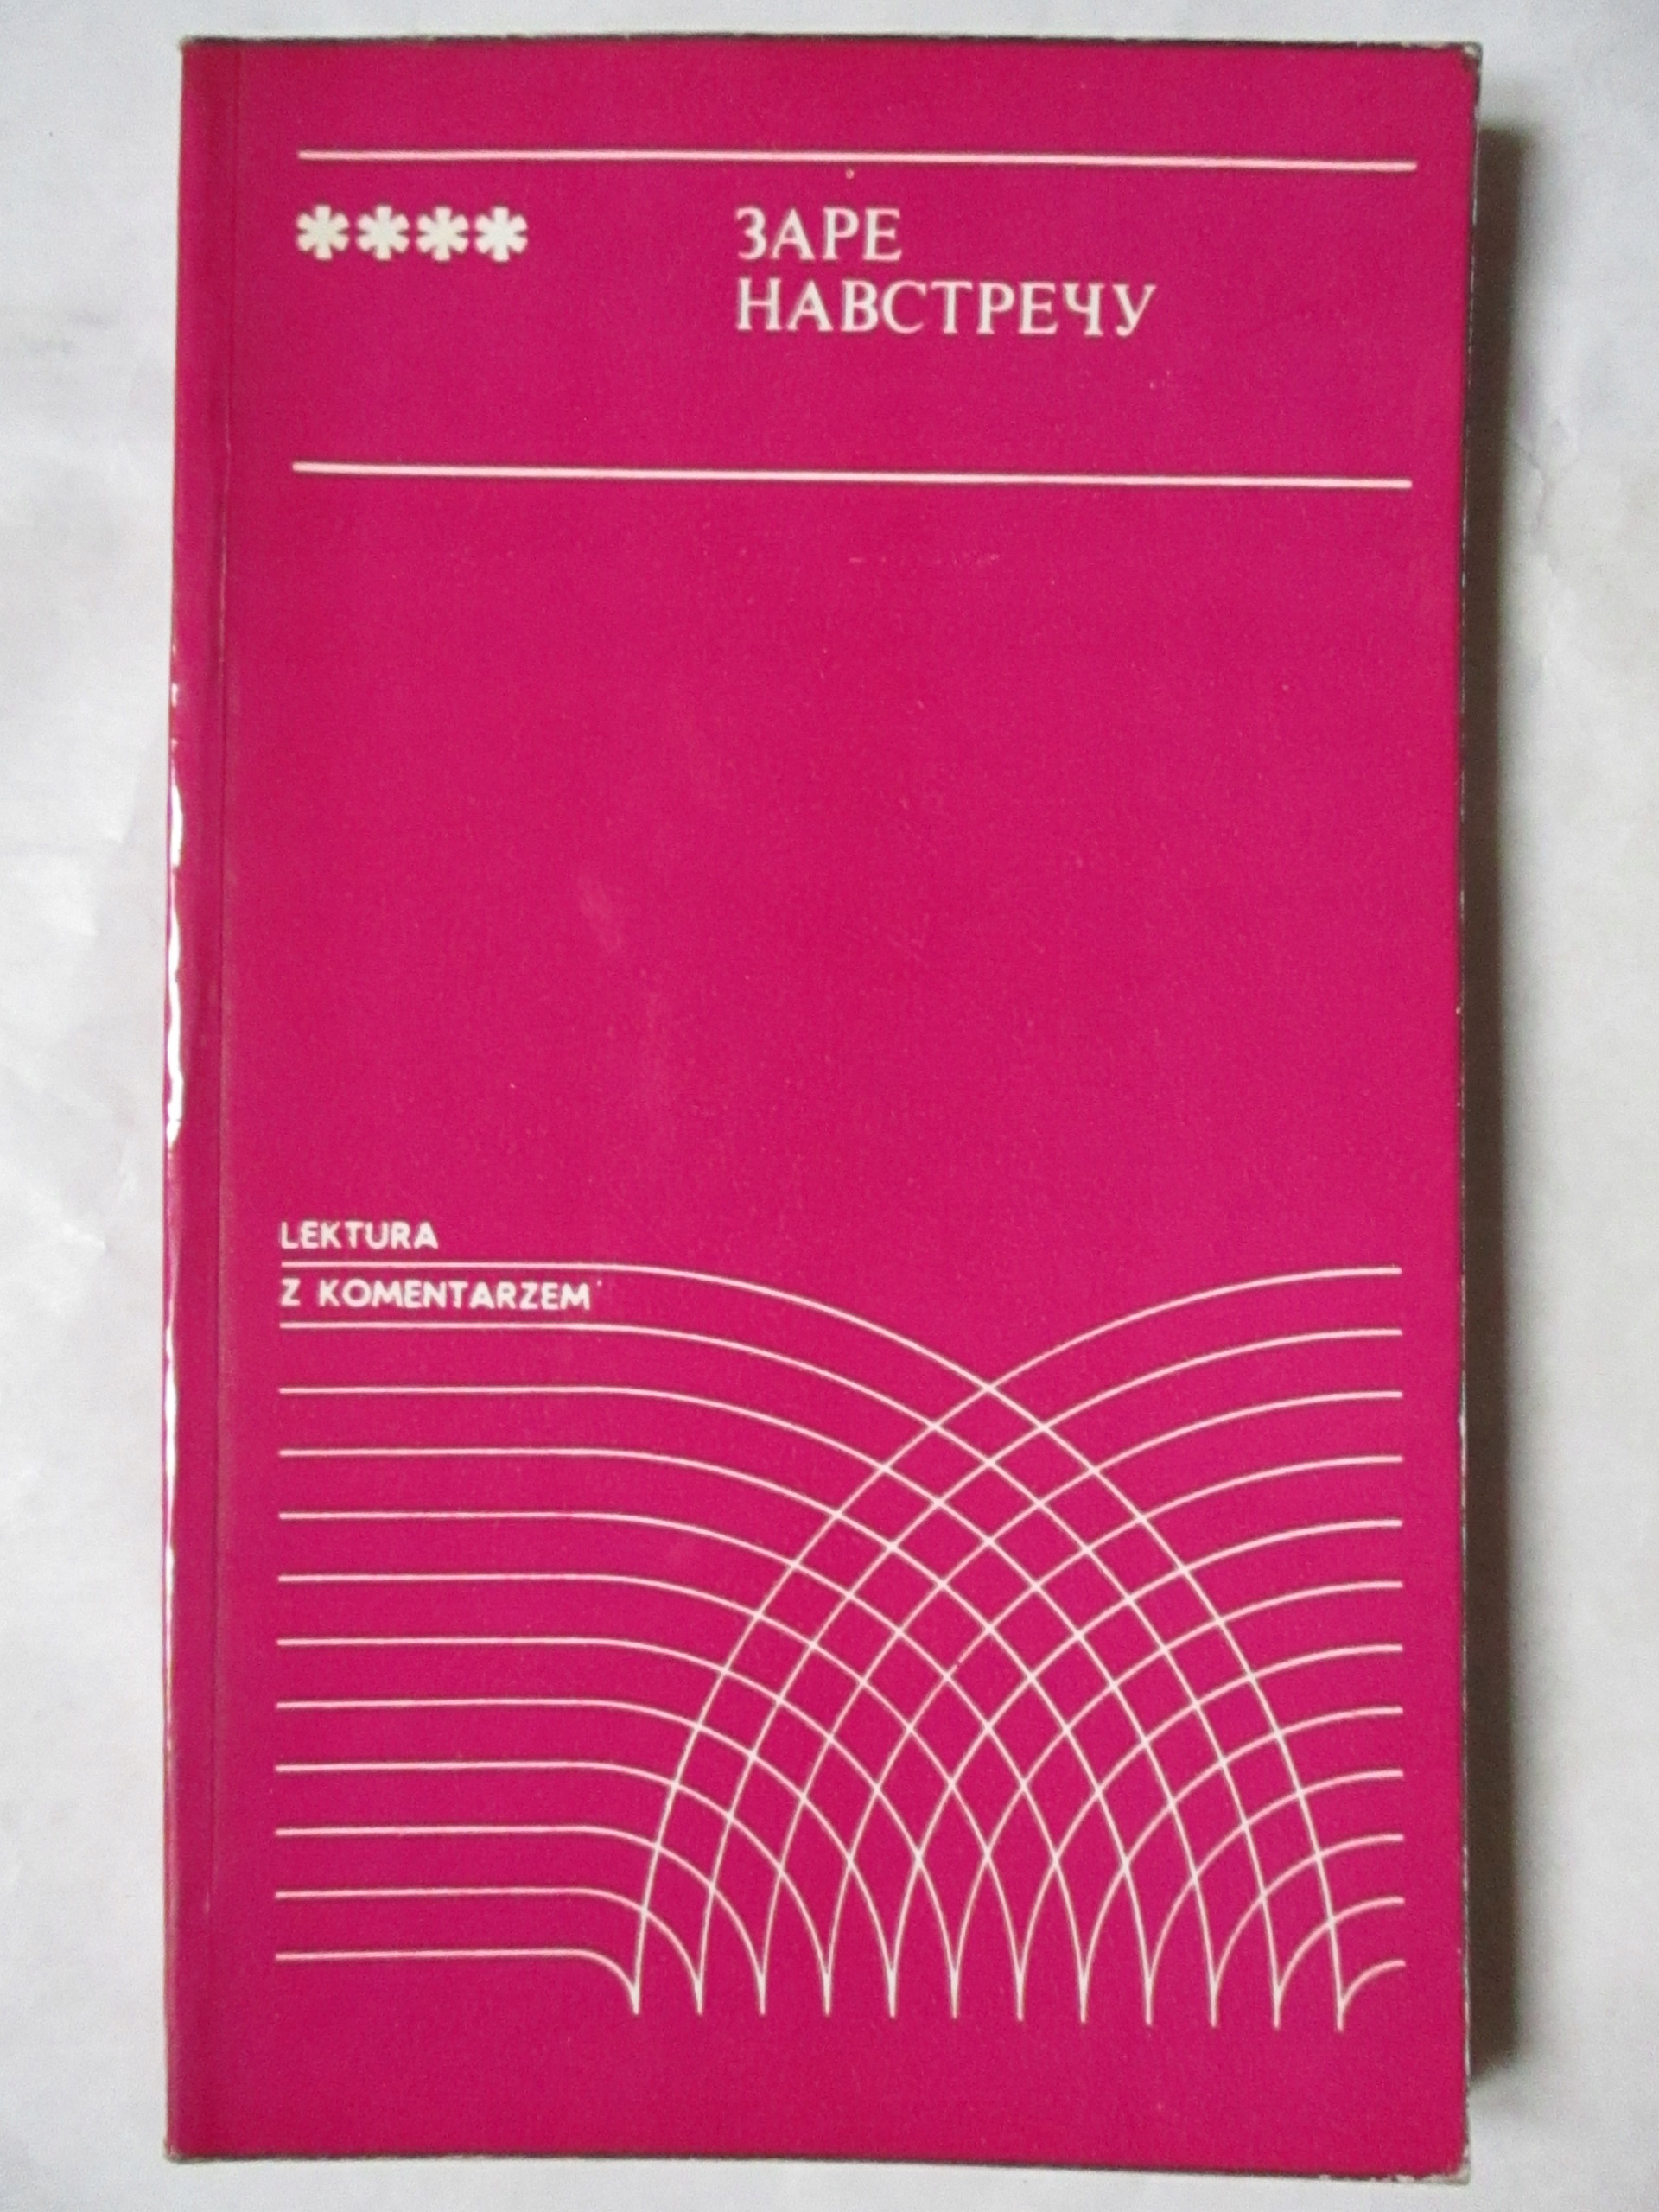 ****
ЗАРЕ
НАВСТРЕЧУ
LEKTURA
Z KOMENTARZEM